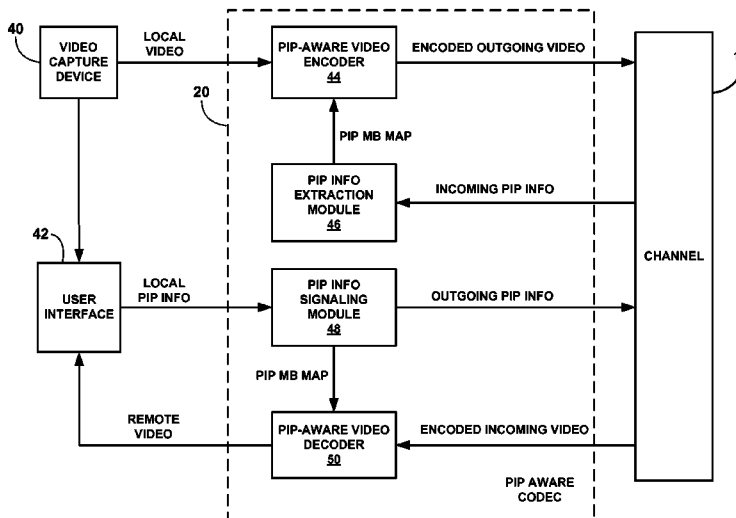 40
VIDEO
CAPTURE
DEVICE
LOCAL
VIDEO
20
PIP-AWARE VIDEO
ENCODER
44
ENCODED OUTGOING VIDEO
PIP MB MAP
PIP INFO
EXTRACTION
MODULE
46
INCOMING PIP INFO
CHANNEL
42
USER
INTERFACE
LOCAL
PIP INFO
PIP INFO
SIGNALING
MODULE
48
OUTGOING PIP INFO
PIP MB MAP
REMOTE
VIDEO
PIP-AWARE VIDEO
DECODER
50
ENCODED INCOMING VIDEO
PIP AWARE
CODEC